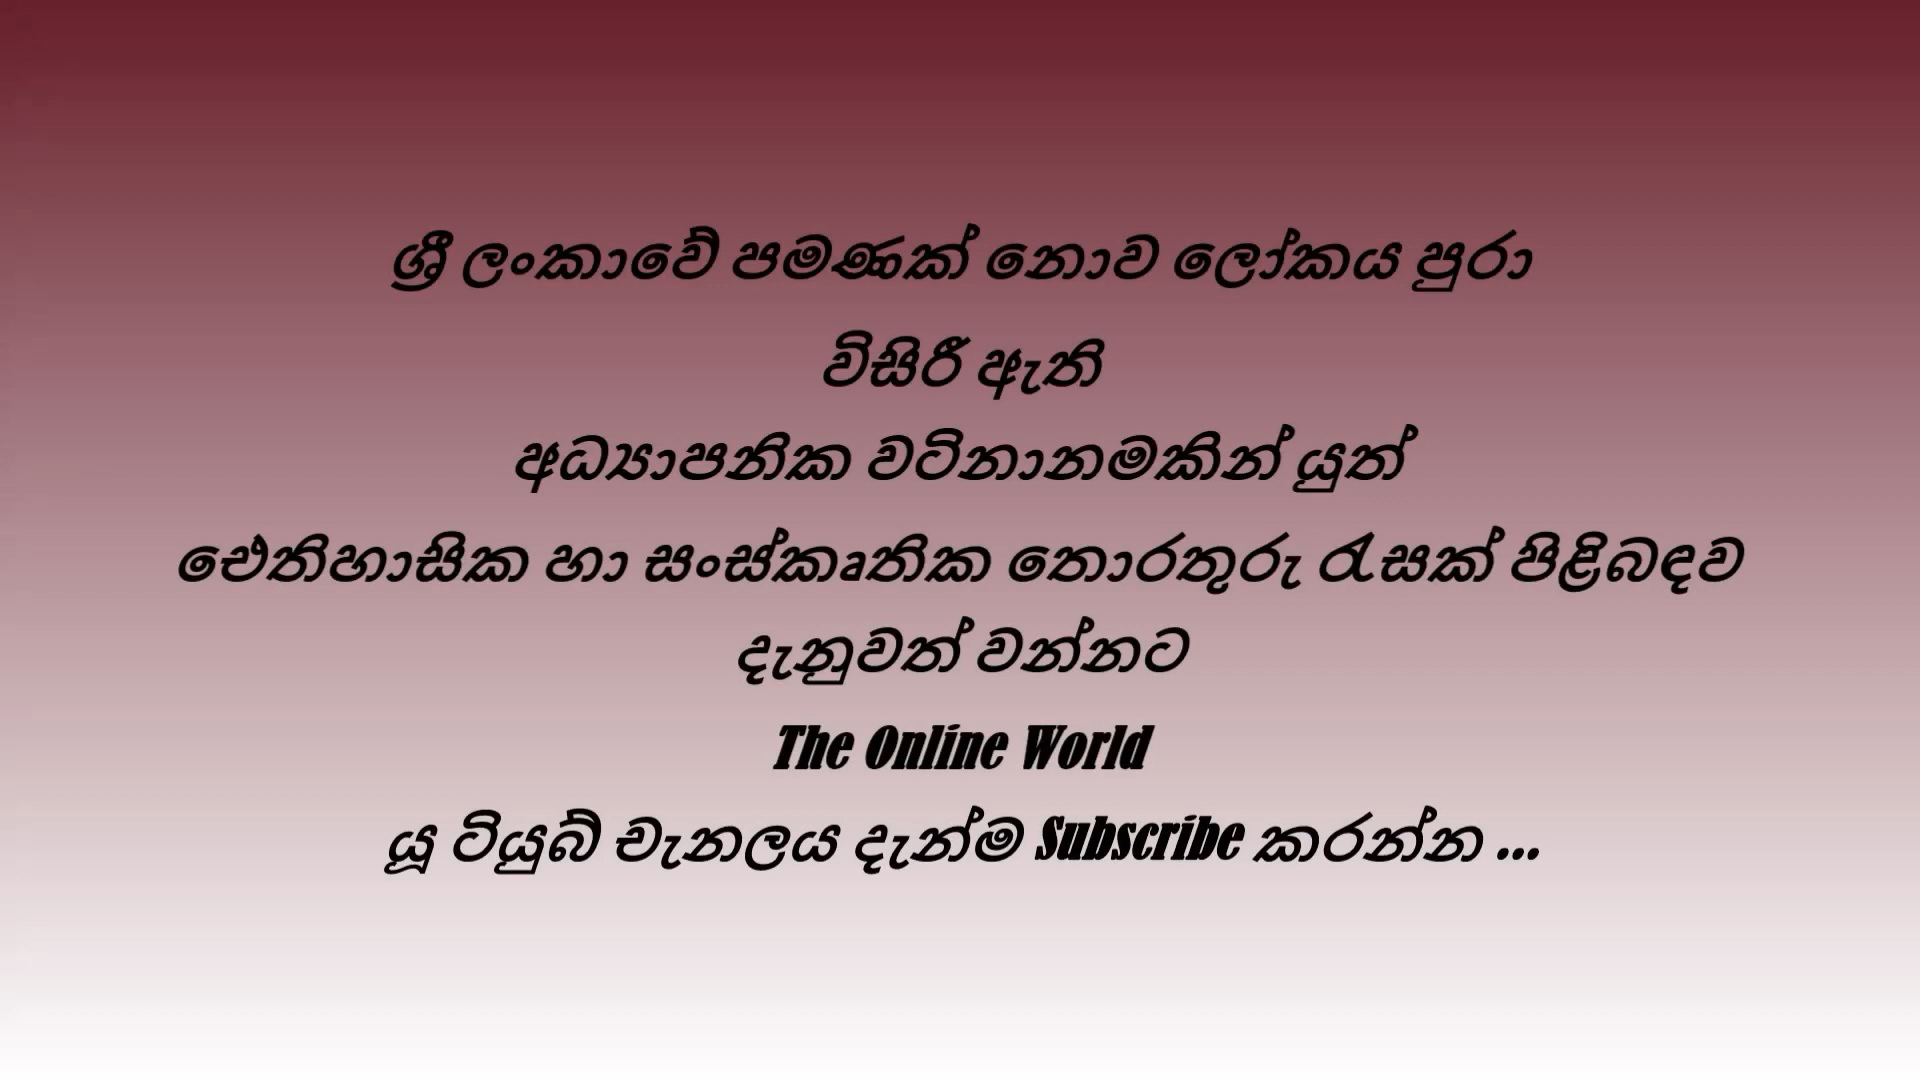 ශ්‍රී ලංකාවේ පමණක් නොව ලෝකය පුරා
විසිරී ඇති
අධ්‍යාපනික වටිනානමකින් යුත්
ඓතිහාසික හා සංස්කෘතික තොරතුරු රැසක් පිළිබඳව
දැනුවත් වන්නට
The Online World
යූ ටියුබ් චැනලය දැන්ම Subscribe කරන්න ...